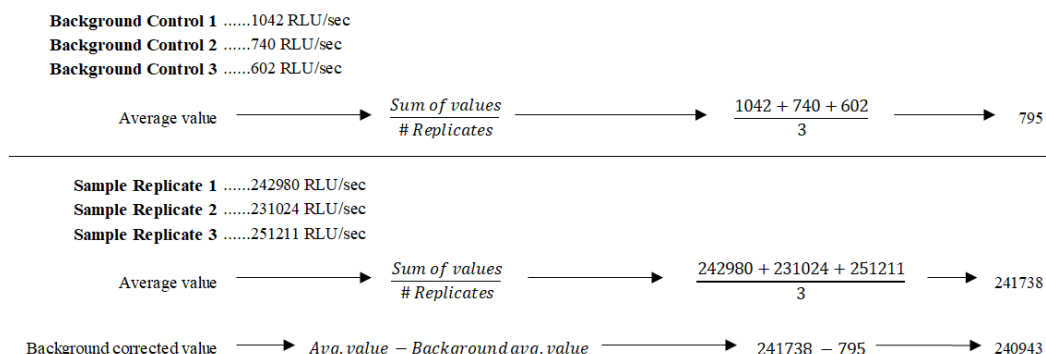 Background Control 1 ......1042 RLU/sec
Background Control 2 ......740 RLU/sec
Background Control 3 ......602 RLU/sec
Average value Sum of values / # Replicates 1042 + 740 + 602 / 3 795
Sample Replicate 1 ......242980 RLU/sec
Sample Replicate 2 ......231024 RLU/sec
Sample Replicate 3 ......251211 RLU/sec
Average value Sum of values / # Replicates 242980 + 231024 + 251211 / 3 241738
Background corrected value Avg. value − Background avg. value 241738 − 795 240943